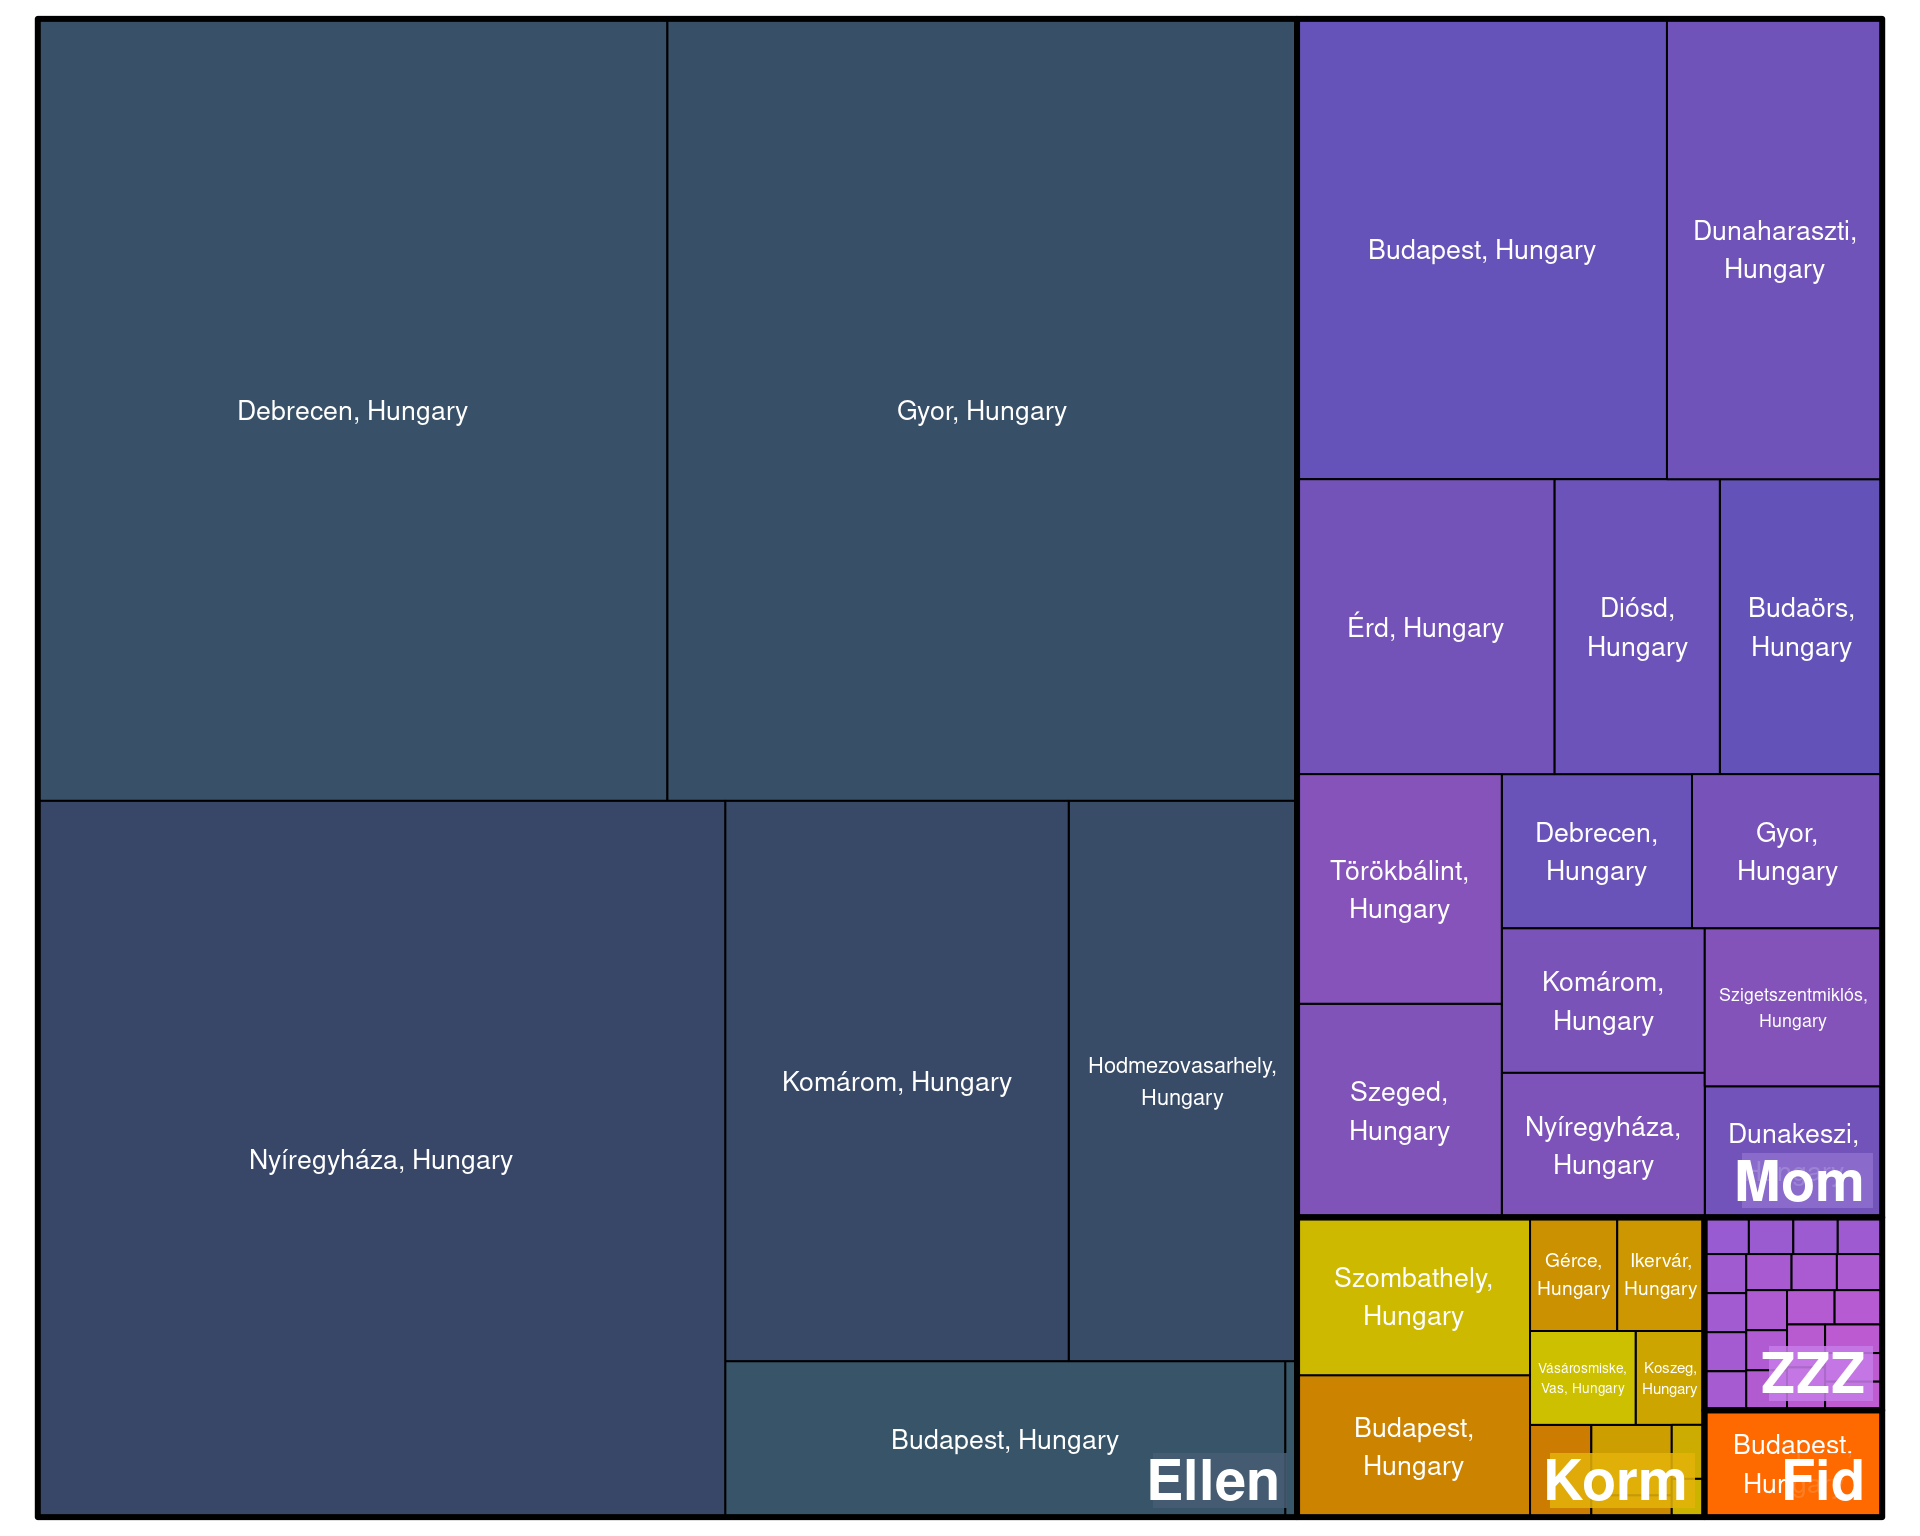 Debrecen, Hungary
Gyor, Hungary
Nyíregyháza, Hungary
Komárom, Hungary
Hodmezovasarhely,
Hungary
Budapest, Hungary
Ellen
Budapest, Hungary
Dunaharaszti,
Hungary
Érd, Hungary
Diósd,
Hungary
Budaörs,
Hungary
Törökbálint,
Hungary
Debrecen,
Hungary
Gyor,
Hungary
Szeged,
Hungary
Komárom,
Hungary
Szigetszentmiklós,
Hungary
Nyíregyháza,
Hungary
Dunakeszi,
Mom
Szombathely,
Hungary
Gérce,
Hungary
Ikervár,
Hungary
Vásárosmiske,
Vas, Hungary
Koszeg,
Hungary
Budapest,
Hungary
Korm
ZZZ
Budapest,
Fid